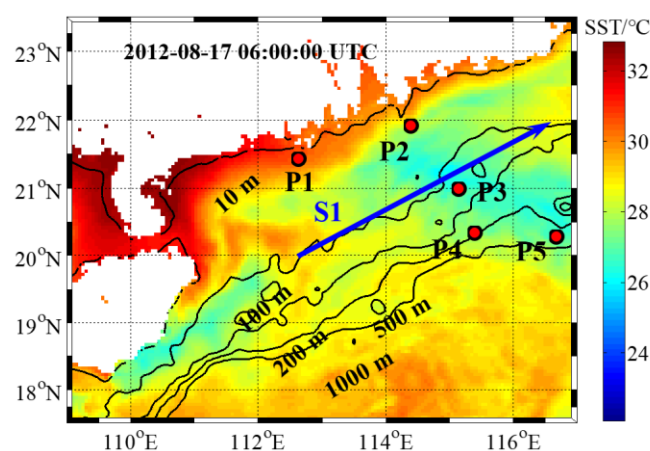 SST/°C
23°N
2012-08-17 06:00:00 UTC
32
22°N
P2
30
P1
21°N
10 m
P3
28
S1
20°N
P4
P5
26
100 m
19°N
500 m
200 m
24
18°N
1000 m
110°E
112°E
114°E
116°E